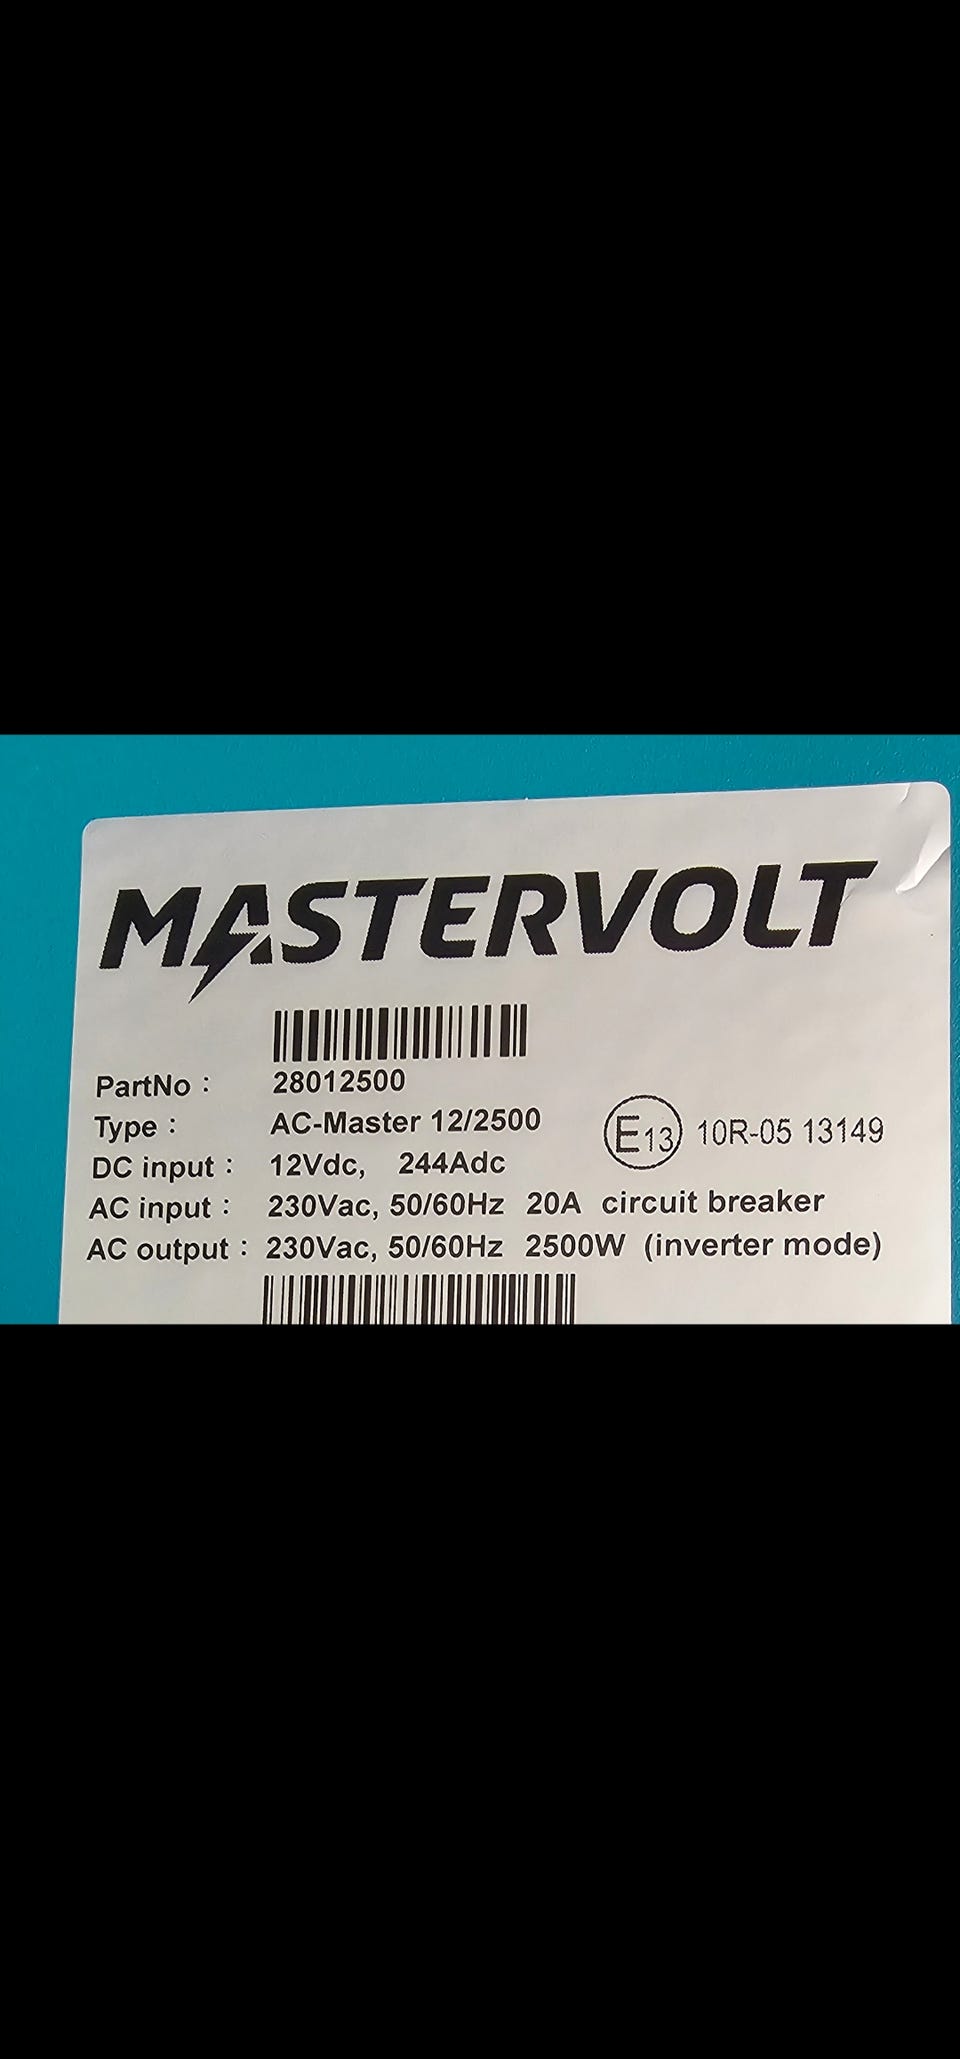 MASTERVOLT
PartNo : 28012500
Type : AC-Master 12/2500
E13 10R-05 13149
DC input : 12Vdc, 244Adc
AC input : 230Vac, 50/60Hz 20A circuit breaker
AC output : 230Vac, 50/60Hz 2500W (inverter mode)